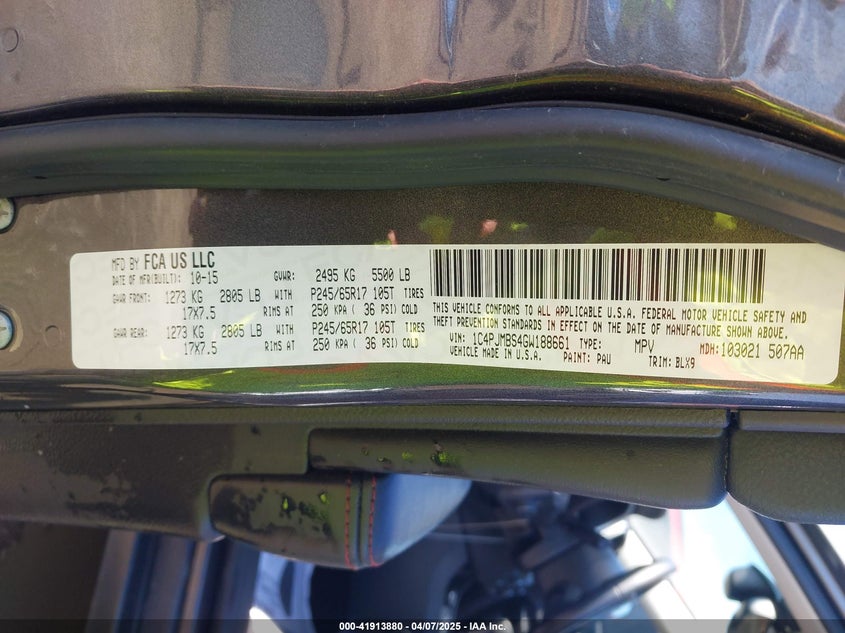 MFD BY FCA US LLC
DATE OF MFR(BUILT): 10-15 GVWR: 2495 KG 5500 LB
GAWR FRONT: 1273 KG 2805 LB WITH P245/65R17 105T TIRES
17X7.5 RIMS AT 250 KPA ( 36 PSI) COLD
GAWR REAR: 1273 KG 2805 LB WITH P245/65R17 105T TIRES
17X7.5 RIMS AT 250 KPA ( 36 PSI) COLD
THIS VEHICLE CONFORMS TO ALL APPLICABLE U.S.A. FEDERAL MOTOR VEHICLE SAFETY AND
THEFT PREVENTION STANDARDS IN EFFECT ON THE DATE OF MANUFACTURE SHOWN ABOVE.
VIN: 1C4PJMBS4GW188661 TYPE: MPV MDH: 103021 507AA
VEHICLE MADE IN U.S.A. PAINT: PAU TRIM: BLX9
000-41913880 - 04/07/2025 - IAA Inc.